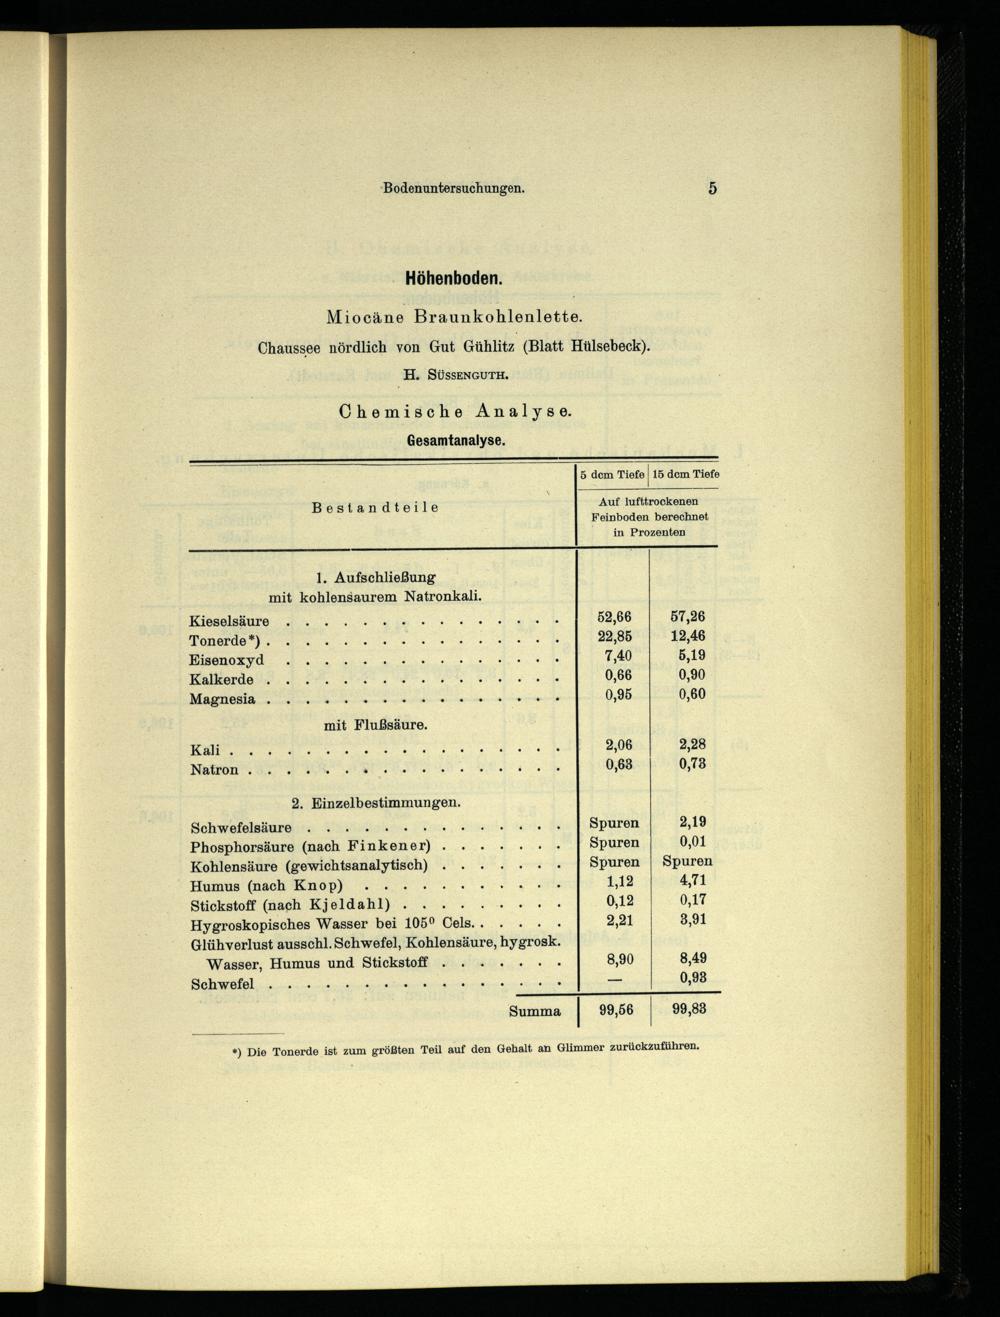 Bodenuntersuchungen. 5
Höhenboden.
Miocäne Braunkohlenlette.
Chaussee nördlich von Gut Gühlitz (Blatt Hülsebeck).
H. Süssenguth.
Chemische Analyse.
Gesamtanalyse.
Bestandteile
5 dcm Tiefe 15 dcm Tiefe
Auf lufttrockenen
Feinboden berechnet
in Prozenten
1. Aufschließung
mit kohlensaurem Natronkali.
Kieselsäure . . . . . . . . . . . . . . . 52,66 57,26
Tonerde*) . . . . . . . . . . . . . . . . 22,85 12,46
Eisenoxyd . . . . . . . . . . . . . . . 7,40 5,19
Kalkerde . . . . . . . . . . . . . . . . 0,66 0,90
Magnesia . . . . . . . . . . . . . . . . 0,95 0,60
mit Flußsäure.
Kali . . . . . . . . . . . . . . . . . . 2,06 2,28
Natron . . . . . . . . . . . . . . . . . 0,63 0,73
2. Einzelbestimmungen.
Schwefelsäure . . . . . . . . . . . . . . Spuren 2,19
Phosphorsäure (nach Finkener) . . . . . . . Spuren 0,01
Kohlensäure (gewichtsanalytisch) . . . . . . . Spuren Spuren
Humus (nach Knop) . . . . . . . . . . . 1,12 4,71
Stickstoff (nach Kjeldahl) . . . . . . . . . 0,12 0,17
Hygroskopisches Wasser bei 105⁰ Cels. . . . . . 2,21 3,91
Glühverlust ausschl. Schwefel, Kohlensäure, hygrosk.
Wasser, Humus und Stickstoff . . . . . . . 8,90 8,49
Schwefel . . . . . . . . . . . . . . . . — 0,93
Summa 99,56 99,83
*) Die Tonerde ist zum größten Teil auf den Gehalt an Glimmer zurückzuführen.